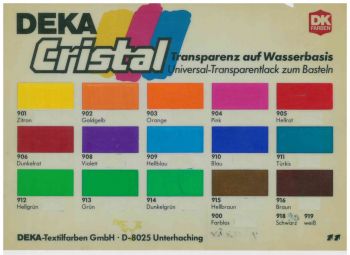 DEKA
Cristal
DK
FARBEN
Transparenz auf Wasserbasis
Universal-Transparentlack zum Basteln
901 902 903 904 905
Zitron Goldgelb Orange Pink Hellrot
906 908 909 910 911
Dunkelrot Violett Hellblau Blau Türkis
912 913 914 915 916
Hellgrün Grün Dunkelgrün Hellbraun Braun
900 918 919
Farblos Schwarz weiß
DEKA-Textilfarben GmbH · D-8025 Unterhaching